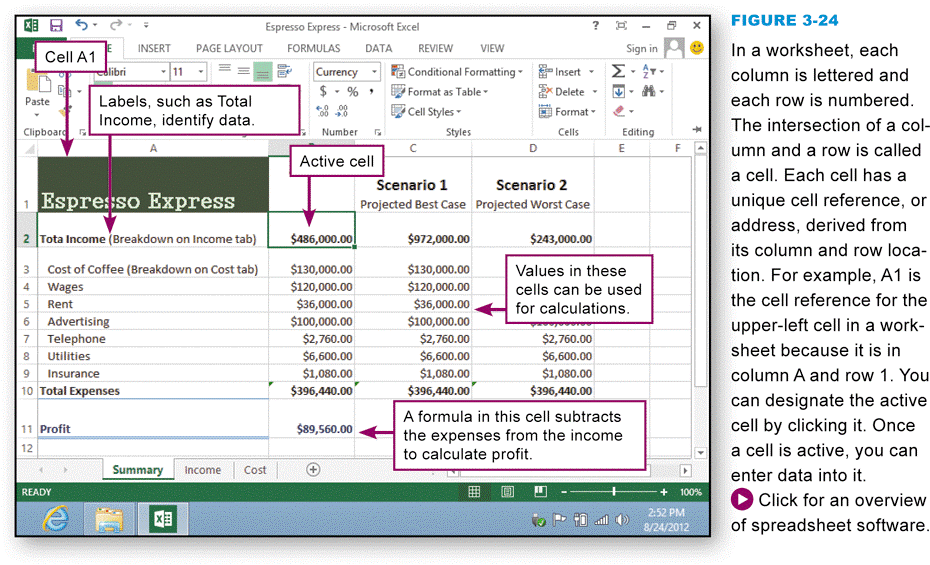 Espresso Express - Microsoft Excel
?
INSERT PAGE LAYOUT FORMULAS DATA REVIEW VIEW Sign in
Cell A1
Calibri 11 Currency Conditional Formatting Insert
Paste $ % , Format as Table Delete
Cell Styles Format
Clipboard Number Styles Cells Editing
Labels, such as Total
Income, identify data.
Active cell
A C D E F
1 Espresso Express
Scenario 1 Scenario 2
Projected Best Case Projected Worst Case
2 Tota Income (Breakdown on Income tab) $486,000.00 $972,000.00 $243,000.00
3 Cost of Coffee (Breakdown on Cost tab) $130,000.00 $130,000.00
4 Wages $120,000.00 $120,000.00
5 Rent $36,000.00 $36,000.00
6 Advertising $100,000.00 $100,000.00
7 Telephone $2,760.00 $2,760.00 $2,760.00
8 Utilities $6,600.00 $6,600.00 $6,600.00
9 Insurance $1,080.00 $1,080.00 $1,080.00
10 Total Expenses $396,440.00 $396,440.00 $396,440.00
11 Profit $89,560.00
12
Values in these
cells can be used
for calculations.
A formula in this cell subtracts
the expenses from the income
to calculate profit.
Summary Income Cost
READY 100%
2:52 PM
8/24/2012
FIGURE 3-24
In a worksheet, each
column is lettered and
each row is numbered.
The intersection of a col-
umn and a row is called
a cell. Each cell has a
unique cell reference, or
address, derived from
its column and row loca-
tion. For example, A1 is
the cell reference for the
upper-left cell in a work-
sheet because it is in
column A and row 1. You
can designate the active
cell by clicking it. Once
a cell is active, you can
enter data into it.
Click for an overview
of spreadsheet software.